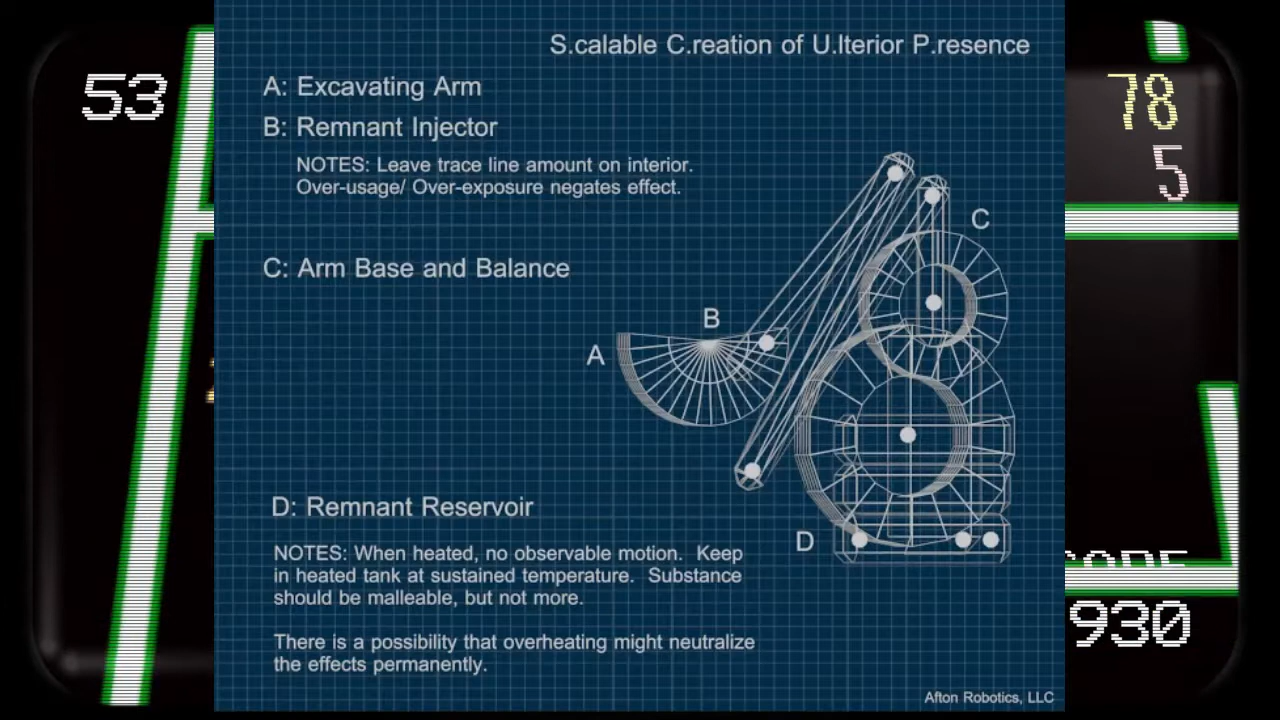 S.calable C.reation of U.lterior P.resence
53
78
5
A: Excavating Arm
B: Remnant Injector
NOTES: Leave trace line amount on interior.
Over-usage/ Over-exposure negates effect.
C
C: Arm Base and Balance
B
A
D: Remnant Reservoir
D
NOTES: When heated, no observable motion. Keep
in heated tank at sustained temperature. Substance
should be malleable, but not more.
930
There is a possibility that overheating might neutralize
the effects permanently.
Afton Robotics, LLC